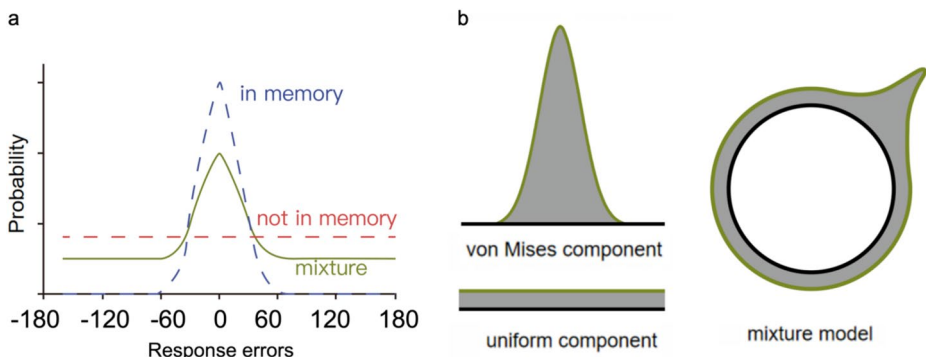 a
Probability
in memory
not in memory
mixture
-180 -120 -60 0 60 120 180
Response errors
b
von Mises component
uniform component
mixture model